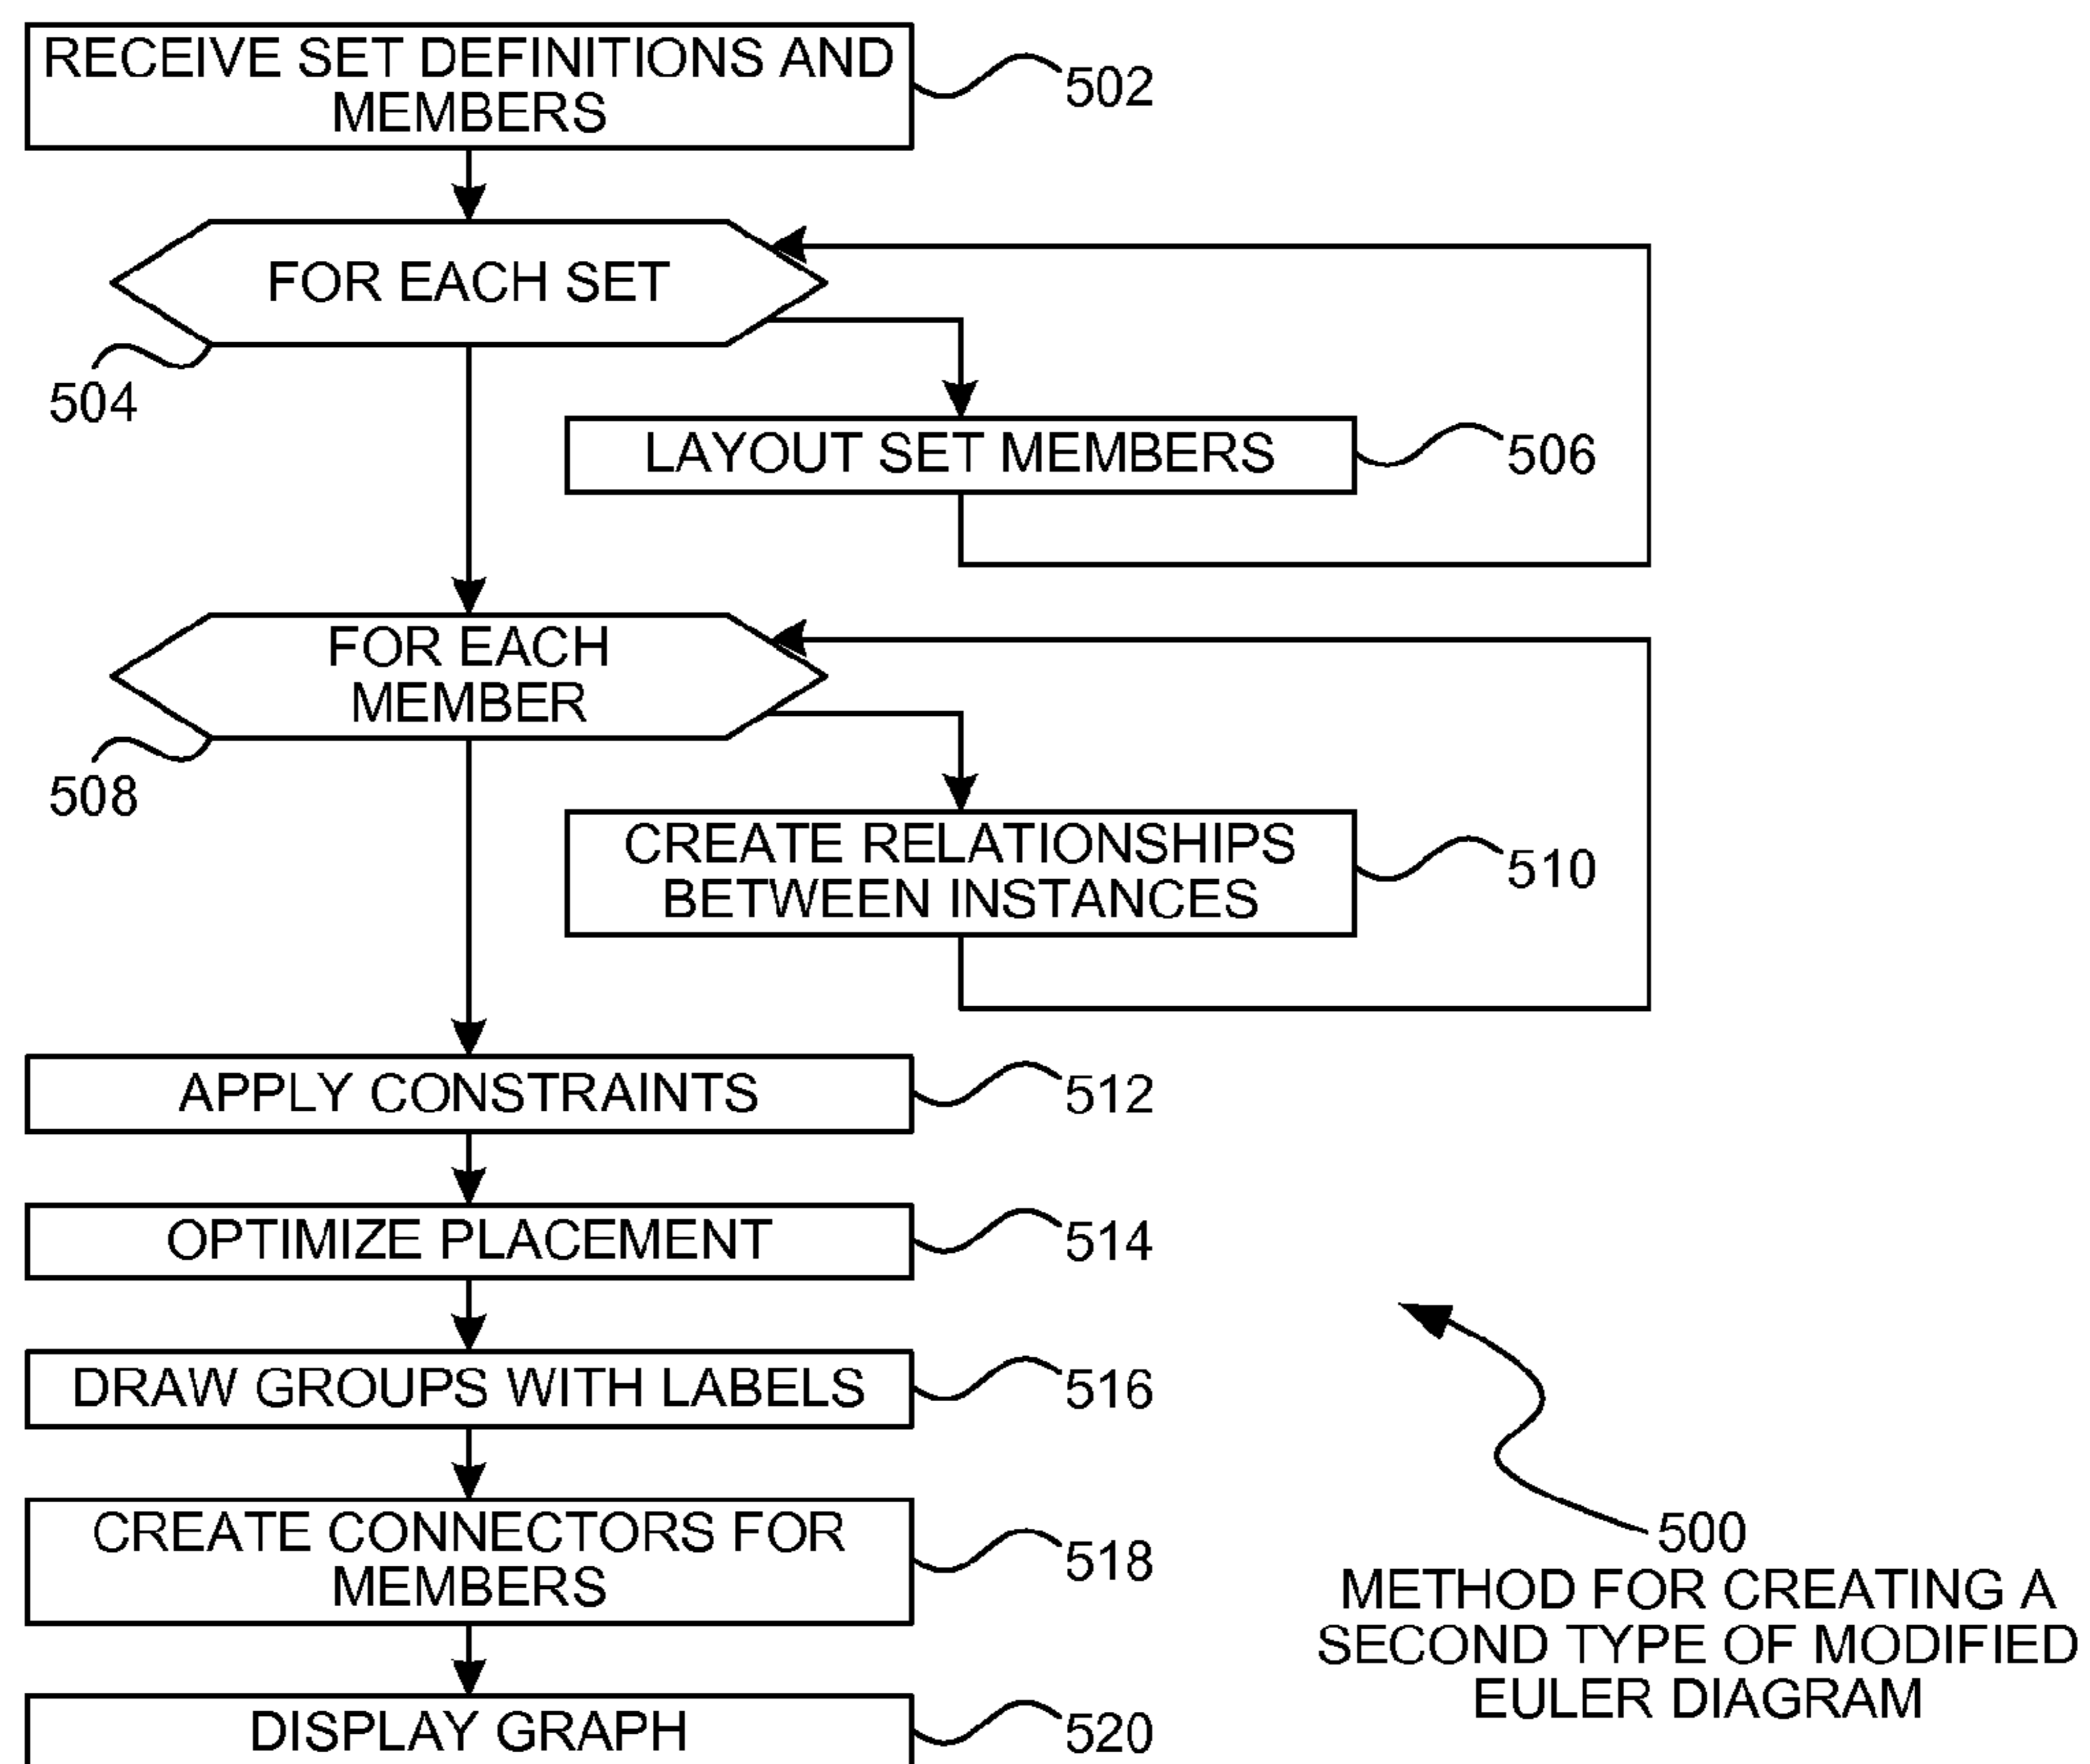 RECEIVE SET DEFINITIONS AND
MEMBERS
502
FOR EACH SET
504
LAYOUT SET MEMBERS
506
FOR EACH
MEMBER
508
CREATE RELATIONSHIPS
BETWEEN INSTANCES
510
APPLY CONSTRAINTS
512
OPTIMIZE PLACEMENT
514
DRAW GROUPS WITH LABELS
516
CREATE CONNECTORS FOR
MEMBERS
518
DISPLAY GRAPH
520
500
METHOD FOR CREATING A
SECOND TYPE OF MODIFIED
EULER DIAGRAM